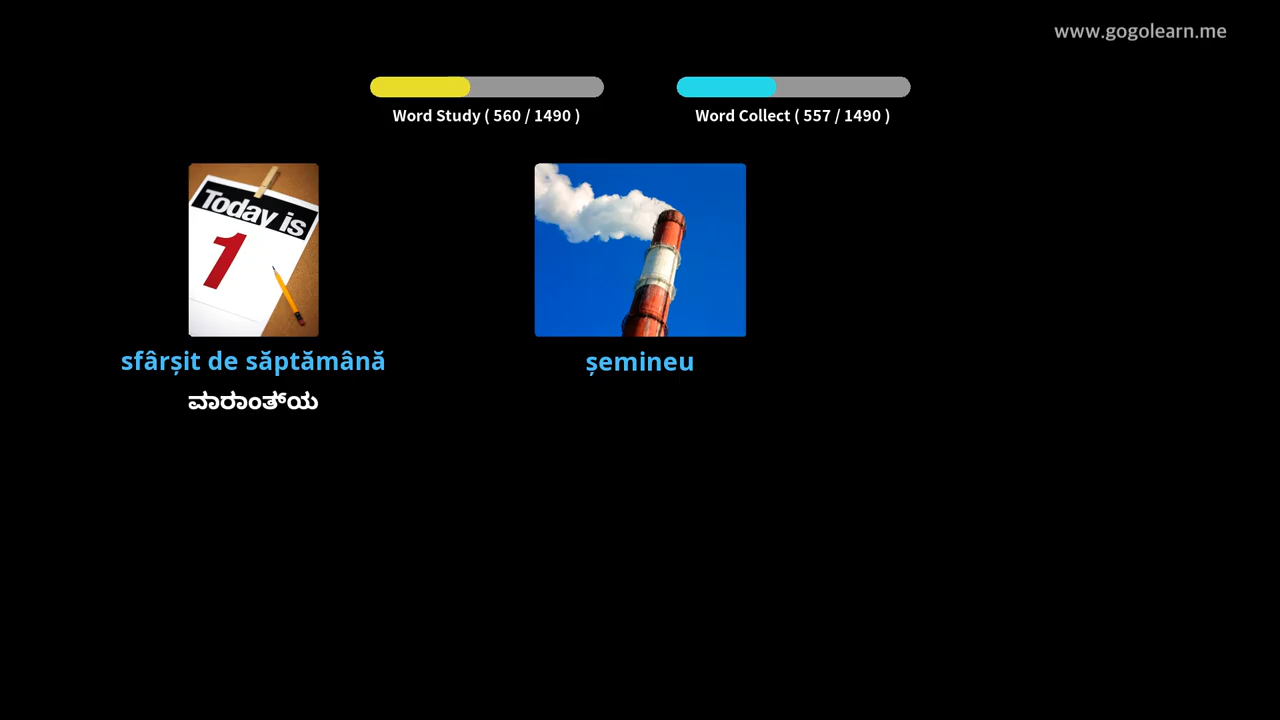 www.gogolearn.me
Word Study ( 560 / 1490 )
Word Collect ( 557 / 1490 )
Today is
1
sfârșit de săptămână
șemineu
ವಾರಾಂತ್ಯ